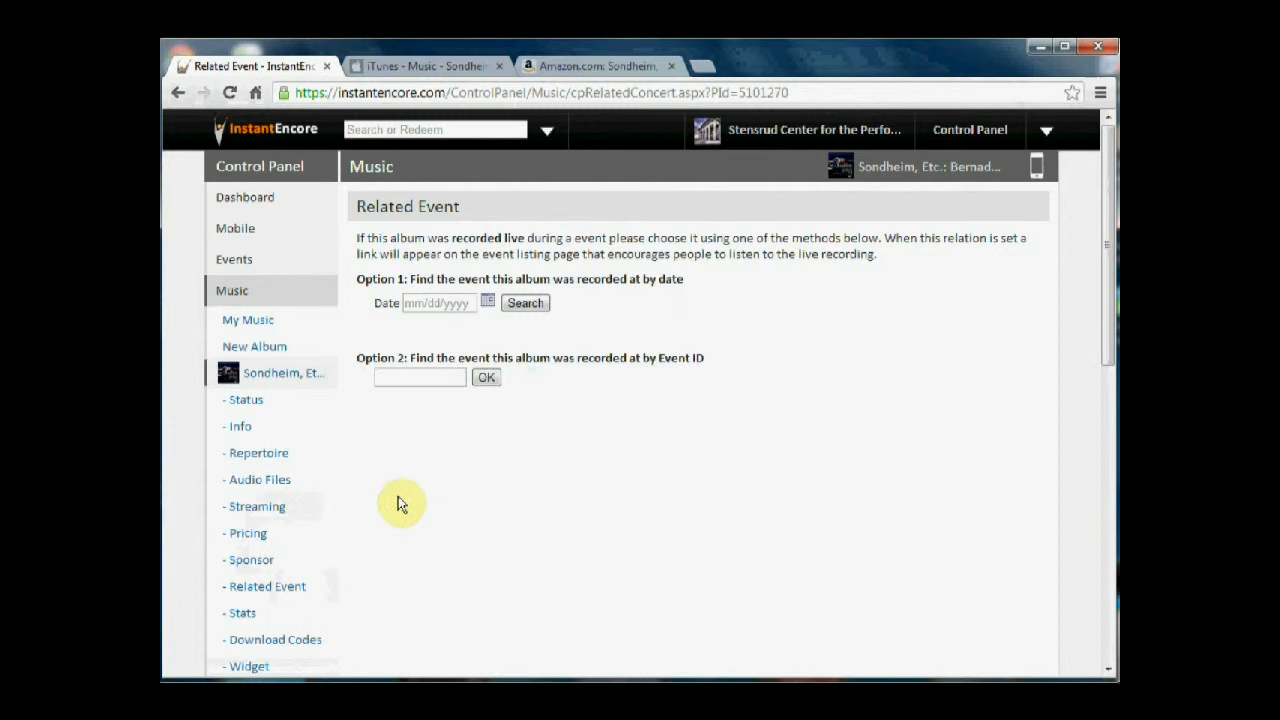 Related Event - InstantEnc
iTunes - Music - Sondhei
Amazon.com: Sondheim,
https://instantencore.com/ControlPanel/Music/cpRelatedConcert.aspx?PId=5101270
InstantEncore
Search or Redeem
Stensrud Center for the Perfo...
Control Panel
Control Panel
Music
Sondheim, Etc.: Bernad...
Dashboard
Mobile
Events
Music
My Music
New Album
Sondheim, Et...
- Status
- Info
- Repertoire
- Audio Files
- Streaming
- Pricing
- Sponsor
- Related Event
- Stats
- Download Codes
- Widget
Related Event
If this album was recorded live during a event please choose it using one of the methods below. When this relation is set a
link will appear on the event listing page that encourages people to listen to the live recording.
Option 1: Find the event this album was recorded at by date
Date mm/dd/yyyy Search
Option 2: Find the event this album was recorded at by Event ID
OK